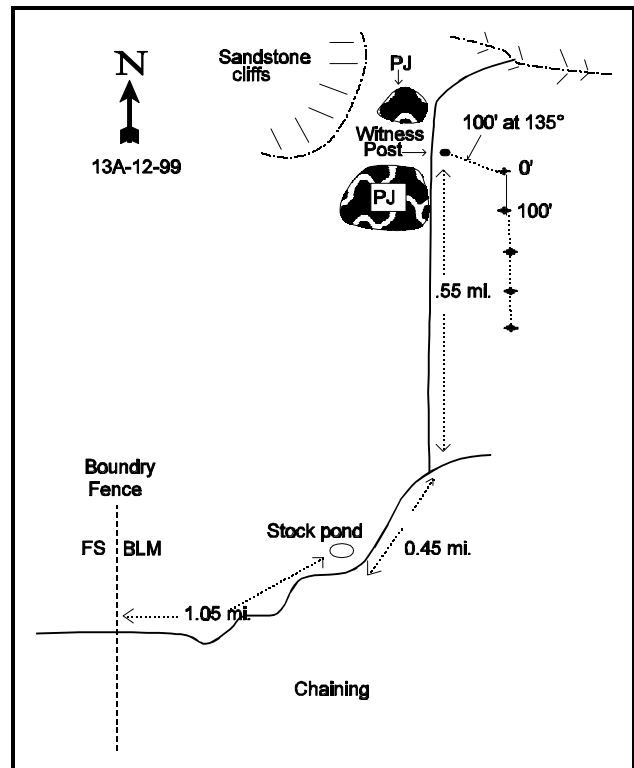 Sandstone
cliffs
PJ
N
100' at 135°
Witness
Post
13A-12-99
0'
PJ
100'
.55 mi.
Boundry
Fence
Stock pond
FS
BLM
0.45 mi.
1.05 mi.
Chaining